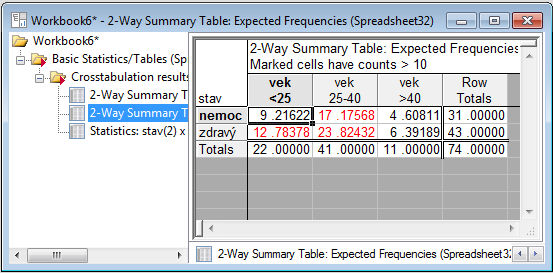 Workbook6* - 2-Way Summary Table: Expected Frequencies (Spreadsheet32)
Workbook6*
Basic Statistics/Tables (Sp
Crosstabulation results
2-Way Summary T
2-Way Summary T
Statistics: stav(2) x
2-Way Summary Table: Expected Frequencies
Marked cells have counts > 10
stav vek <25 vek 25-40 vek >40 Row Totals
nemoc 9 .21622 17 .17568 4 .60811 31 .00000
zdravý 12 .78378 23 .82432 6 .39189 43 .00000
Totals 22 .00000 41 .00000 11 .00000 74 .00000
2-Way Summary Table: Expected Frequencies (Spreadsheet32